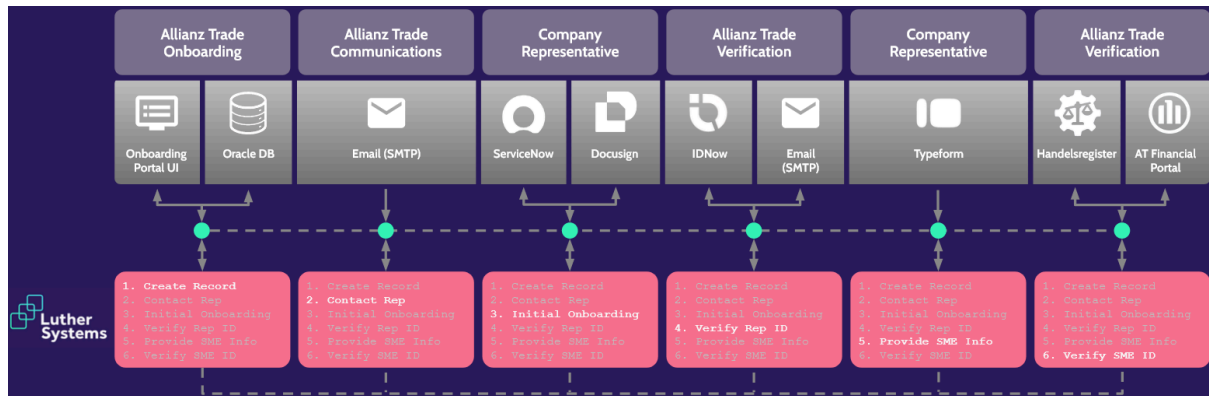 Allianz Trade
Onboarding
Allianz Trade
Communications
Company
Representative
Allianz Trade
Verification
Company
Representative
Allianz Trade
Verification
Onboarding
Portal UI
Oracle DB
Email (SMTP)
ServiceNow
Docusign
IDNow
Email
(SMTP)
Typeform
Handelsregister
AT Financial
Portal
Luther
Systems
1. Create Record
2. Contact Rep
3. Initial Onboarding
4. Verify Rep ID
5. Provide SME Info
6. Verify SME ID
1. Create Record
2. Contact Rep
3. Initial Onboarding
4. Verify Rep ID
5. Provide SME Info
6. Verify SME ID
1. Create Record
2. Contact Rep
3. Initial Onboarding
4. Verify Rep ID
5. Provide SME Info
6. Verify SME ID
1. Create Record
2. Contact Rep
3. Initial Onboarding
4. Verify Rep ID
5. Provide SME Info
6. Verify SME ID
1. Create Record
2. Contact Rep
3. Initial Onboarding
4. Verify Rep ID
5. Provide SME Info
6. Verify SME ID
1. Create Record
2. Contact Rep
3. Initial Onboarding
4. Verify Rep ID
5. Provide SME Info
6. Verify SME ID